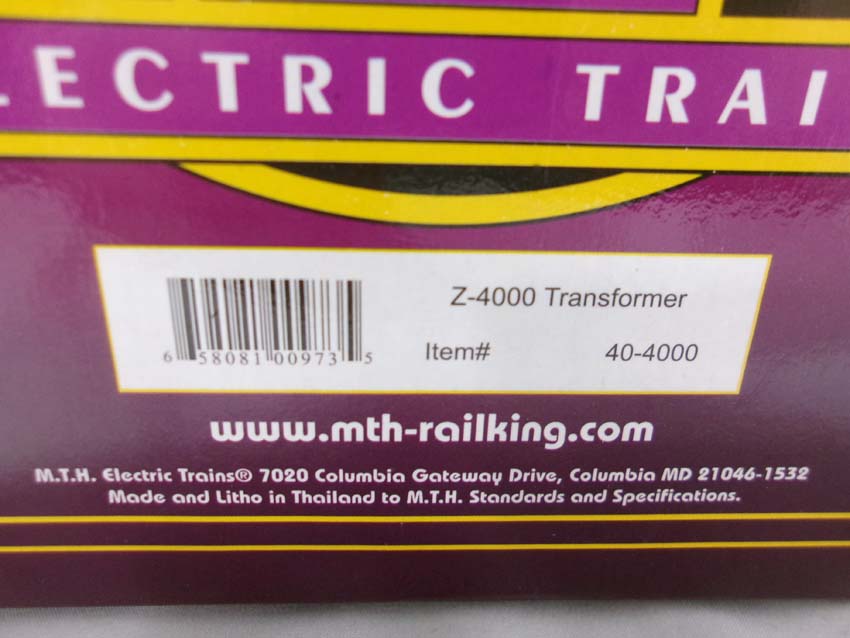 LECTRIC TRAI
Z-4000 Transformer
6 58081 00973 5
Item# 40-4000
www.mth-railking.com
M.T.H. Electric Trains® 7020 Columbia Gateway Drive, Columbia MD 21046-1532
Made and Litho in Thailand to M.T.H. Standards and Specifications.